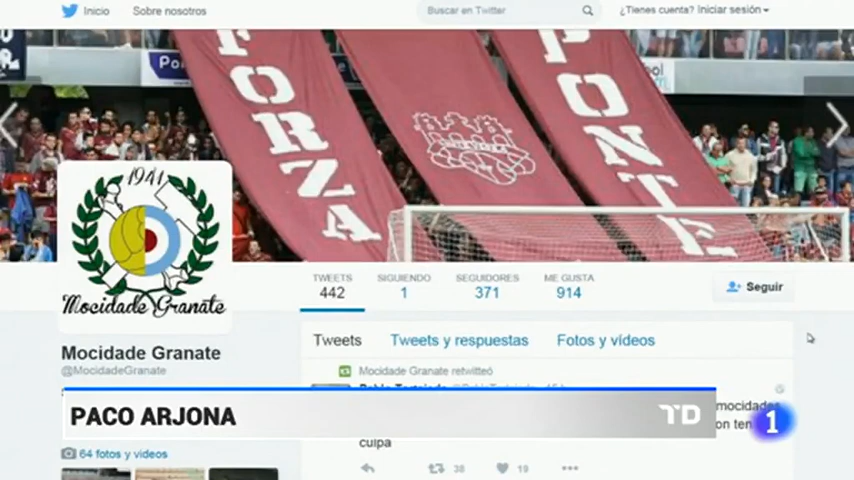 Inicio
Sobre nosotros
Buscar en Twitter
¿Tienes cuenta? Iniciar sesión
FORZA
PONTE
1941
Mocidade Granate
TWEETS
442
SIGUIENDO
1
SEGUIDORES
371
ME GUSTA
914
Seguir
Mocidade Granate
@MocidadeGranate
Tweets
Tweets y respuestas
Fotos y vídeos
Mocidade Granate retwitteó
culpa
38
19
PACO ARJONA
TD
1
64 fotos y vídeos